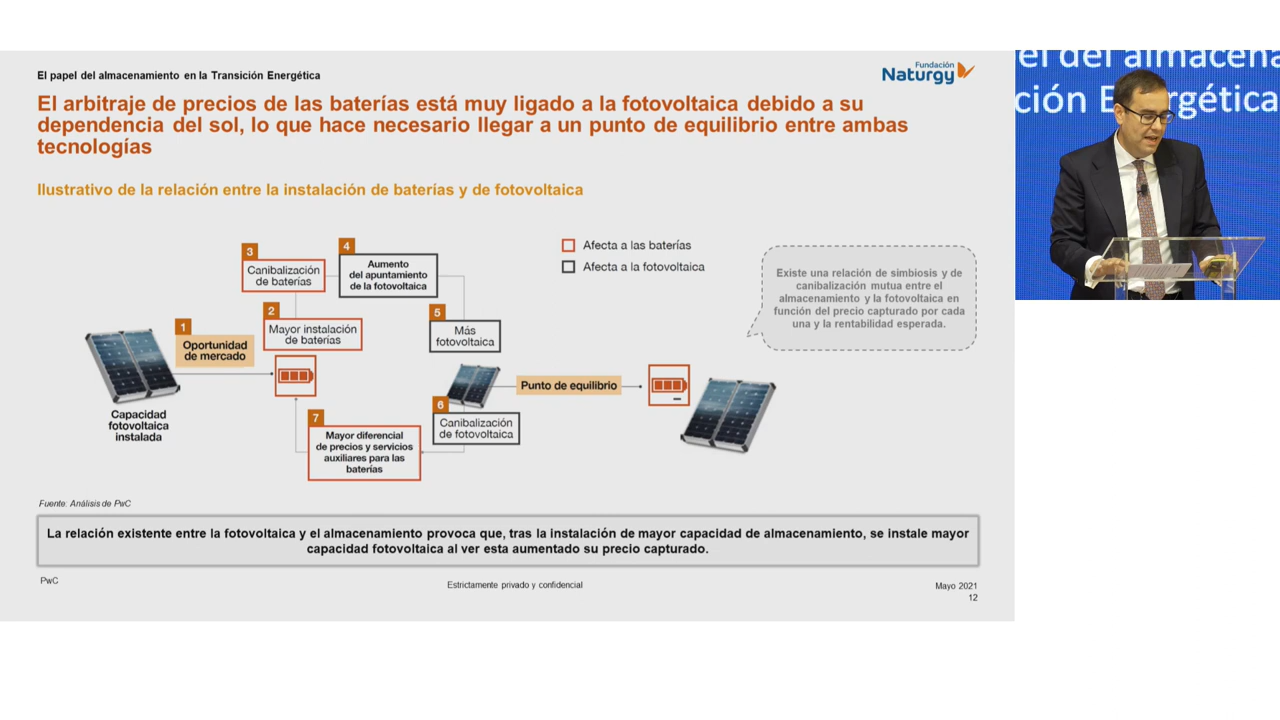 El papel del almacenamiento en la Transición Energética
Fundación
Naturgy
El arbitraje de precios de las baterías está muy ligado a la fotovoltaica debido a su
dependencia del sol, lo que hace necesario llegar a un punto de equilibrio entre ambas
tecnologías
Ilustrativo de la relación entre la instalación de baterías y de fotovoltaica
el del almacena
ción Energética
3
Canibalización
de baterías
4
Aumento
del apuntamiento
de la fotovoltaica
Afecta a las baterías
Afecta a la fotovoltaica
Existe una relación de simbiosis y de
canibalización mutua entre el
almacenamiento y la fotovoltaica en
función del precio capturado por cada
una y la rentabilidad esperada.
1
Oportunidad
de mercado
2
Mayor instalación
de baterías
5
Más
fotovoltaica
Punto de equilibrio
Capacidad
fotovoltaica
instalada
6
Canibalización
de fotovoltaica
7
Mayor diferencial
de precios y servicios
auxiliares para las
baterías
Fuente: Análisis de PwC
La relación existente entre la fotovoltaica y el almacenamiento provoca que, tras la instalación de mayor capacidad de almacenamiento, se instale mayor
capacidad fotovoltaica al ver esta aumentado su precio capturado.
PwC
Estrictamente privado y confidencial
Mayo 2021
12